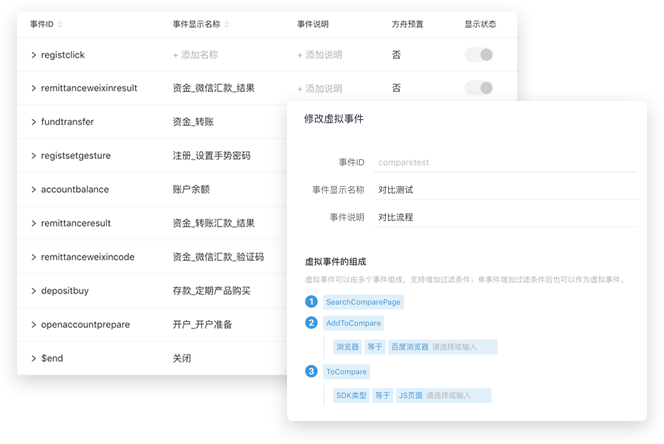 事件ID 事件显示名称 事件说明 方舟预置 显示状态
registclick + 添加名称 + 添加说明 否
remittanceweixinresult 资金_微信汇款_结果 + 添加说明 否
fundtransfer 资金_转账
registsetgesture 注册_设置手势密码
accountbalance 账户余额
remittanceresult 资金_转账汇款_结果
remittanceweixincode 资金_微信汇款_验证码
depositbuy 存款_定期产品购买
openaccountprepare 开户_开户准备
$end 关闭
修改虚拟事件
事件ID comparetest
事件显示名称 对比测试
事件说明 对比流程
虚拟事件的组成
虚拟事件可以由多个事件组成，支持增加过滤条件；单事件增加过滤条件后也可以作为虚拟事件。
1 SearchComparePage
2 AddToCompare
浏览器 等于 百度浏览器 请选择或输入
3 ToCompare
SDK类型 等于 JS页面 请选择或输入